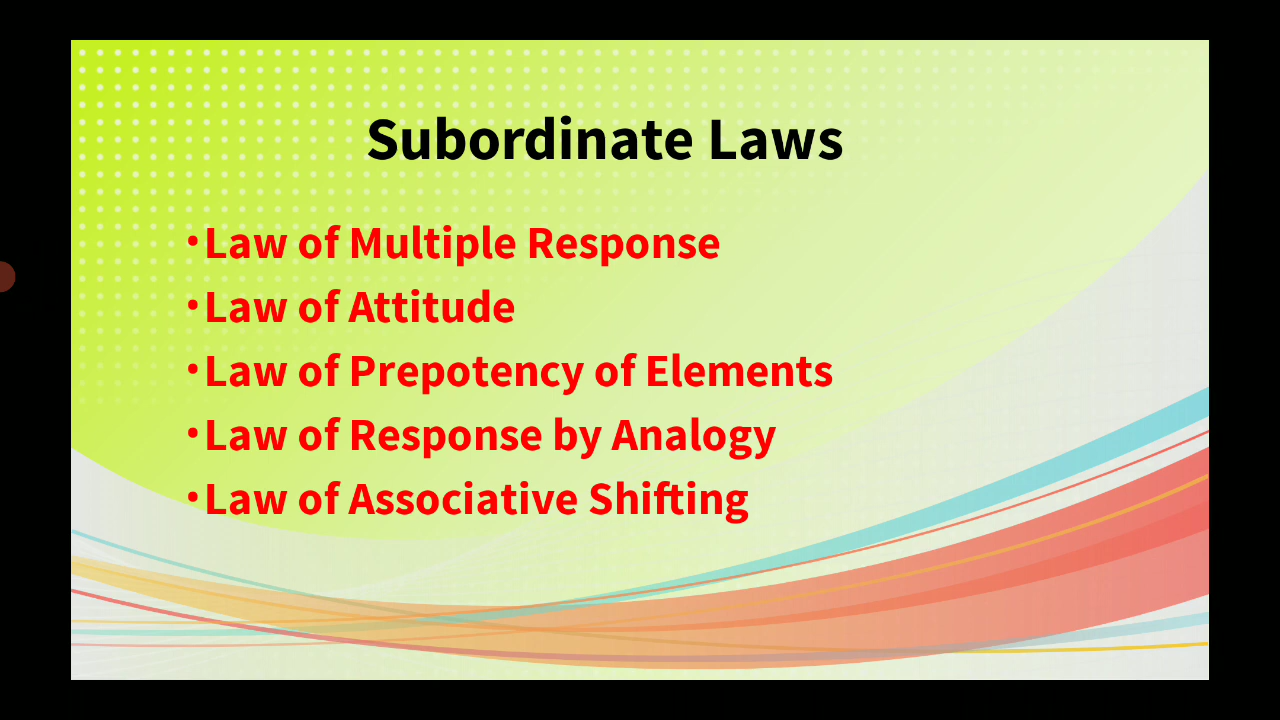 Subordinate Laws
•Law of Multiple Response
•Law of Attitude
•Law of Prepotency of Elements
•Law of Response by Analogy
•Law of Associative Shifting